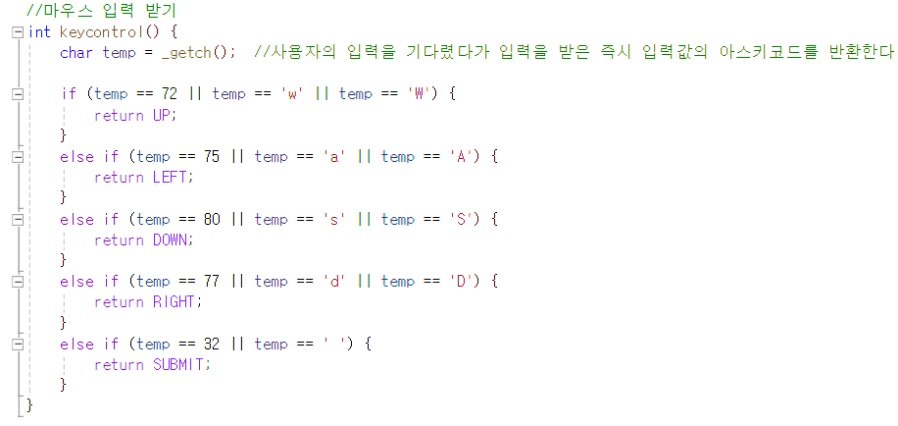 //마우스 입력 받기
int keycontrol() {
char temp = _getch(); //사용자의 입력을 기다렸다가 입력을 받은 즉시 입력값의 아스키코드를 반환한다
if (temp == 72 || temp == 'w' || temp == 'W') {
return UP;
}
else if (temp == 75 || temp == 'a' || temp == 'A') {
return LEFT;
}
else if (temp == 80 || temp == 's' || temp == 'S') {
return DOWN;
}
else if (temp == 77 || temp == 'd' || temp == 'D') {
return RIGHT;
}
else if (temp == 32 || temp == ' ') {
return SUBMIT;
}
}